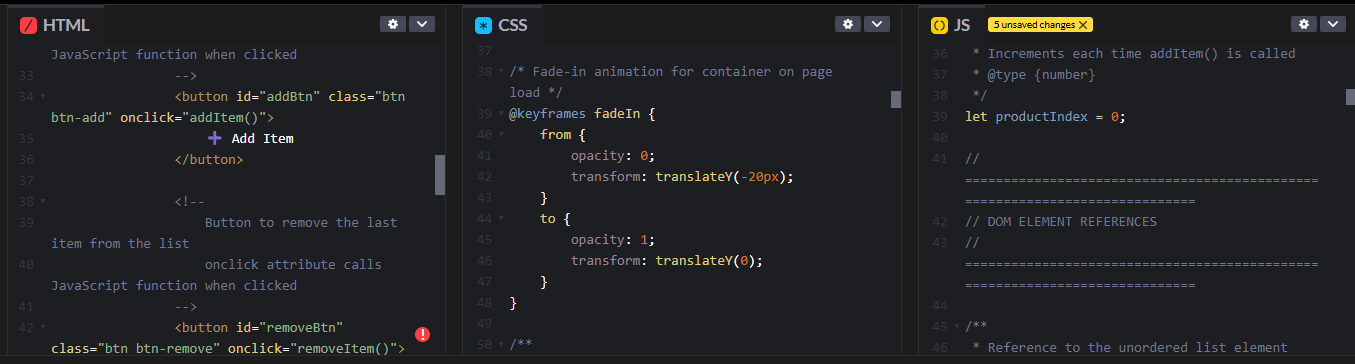 HTML
JavaScript function when clicked
33 -->
34 <button id="addBtn" class="btn
btn-add" onclick="addItem()">
35 ➕ Add Item
36 </button>
37
38 <!--
39 Button to remove the last
item from the list
40 onclick attribute calls
JavaScript function when clicked
41 -->
42 <button id="removeBtn"
class="btn btn-remove" onclick="removeItem()">
CSS
37
38 /* Fade-in animation for container on page
load */
39 @keyframes fadeIn {
40 from {
41 opacity: 0;
42 transform: translateY(-20px);
43 }
44 to {
45 opacity: 1;
46 transform: translateY(0);
47 }
48 }
49
50 /**
JS 5 unsaved changes X
36 * Increments each time addItem() is called
37 * @type {number}
38 */
39 let productIndex = 0;
40
41 //
==============================================
==============================
42 // DOM ELEMENT REFERENCES
43 //
==============================================
==============================
44
45 /**
46 * Reference to the unordered list element